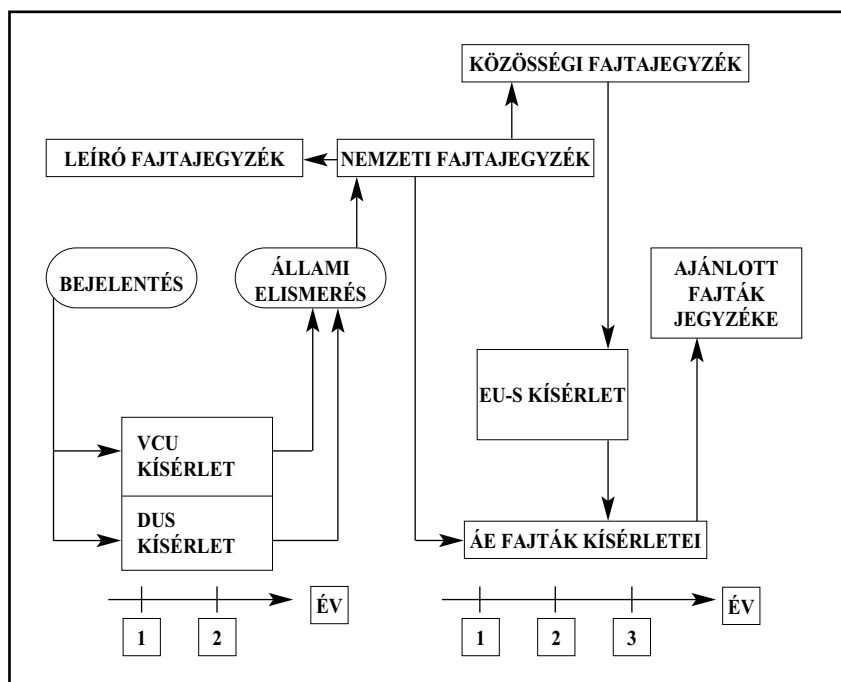 KÖZÖSSÉGI FAJTAJEGYZÉK
LEÍRÓ FAJTAJEGYZÉK
NEMZETI FAJTAJEGYZÉK
BEJELENTÉS
ÁLLAMI
ELISMERÉS
AJÁNLOTT
FAJTÁK
JEGYZÉKE
EU-S KÍSÉRLET
VCU
KÍSÉRLET
DUS
KÍSÉRLET
ÁE FAJTÁK KÍSÉRLETEI
ÉV
1
2
ÉV
1
2
3